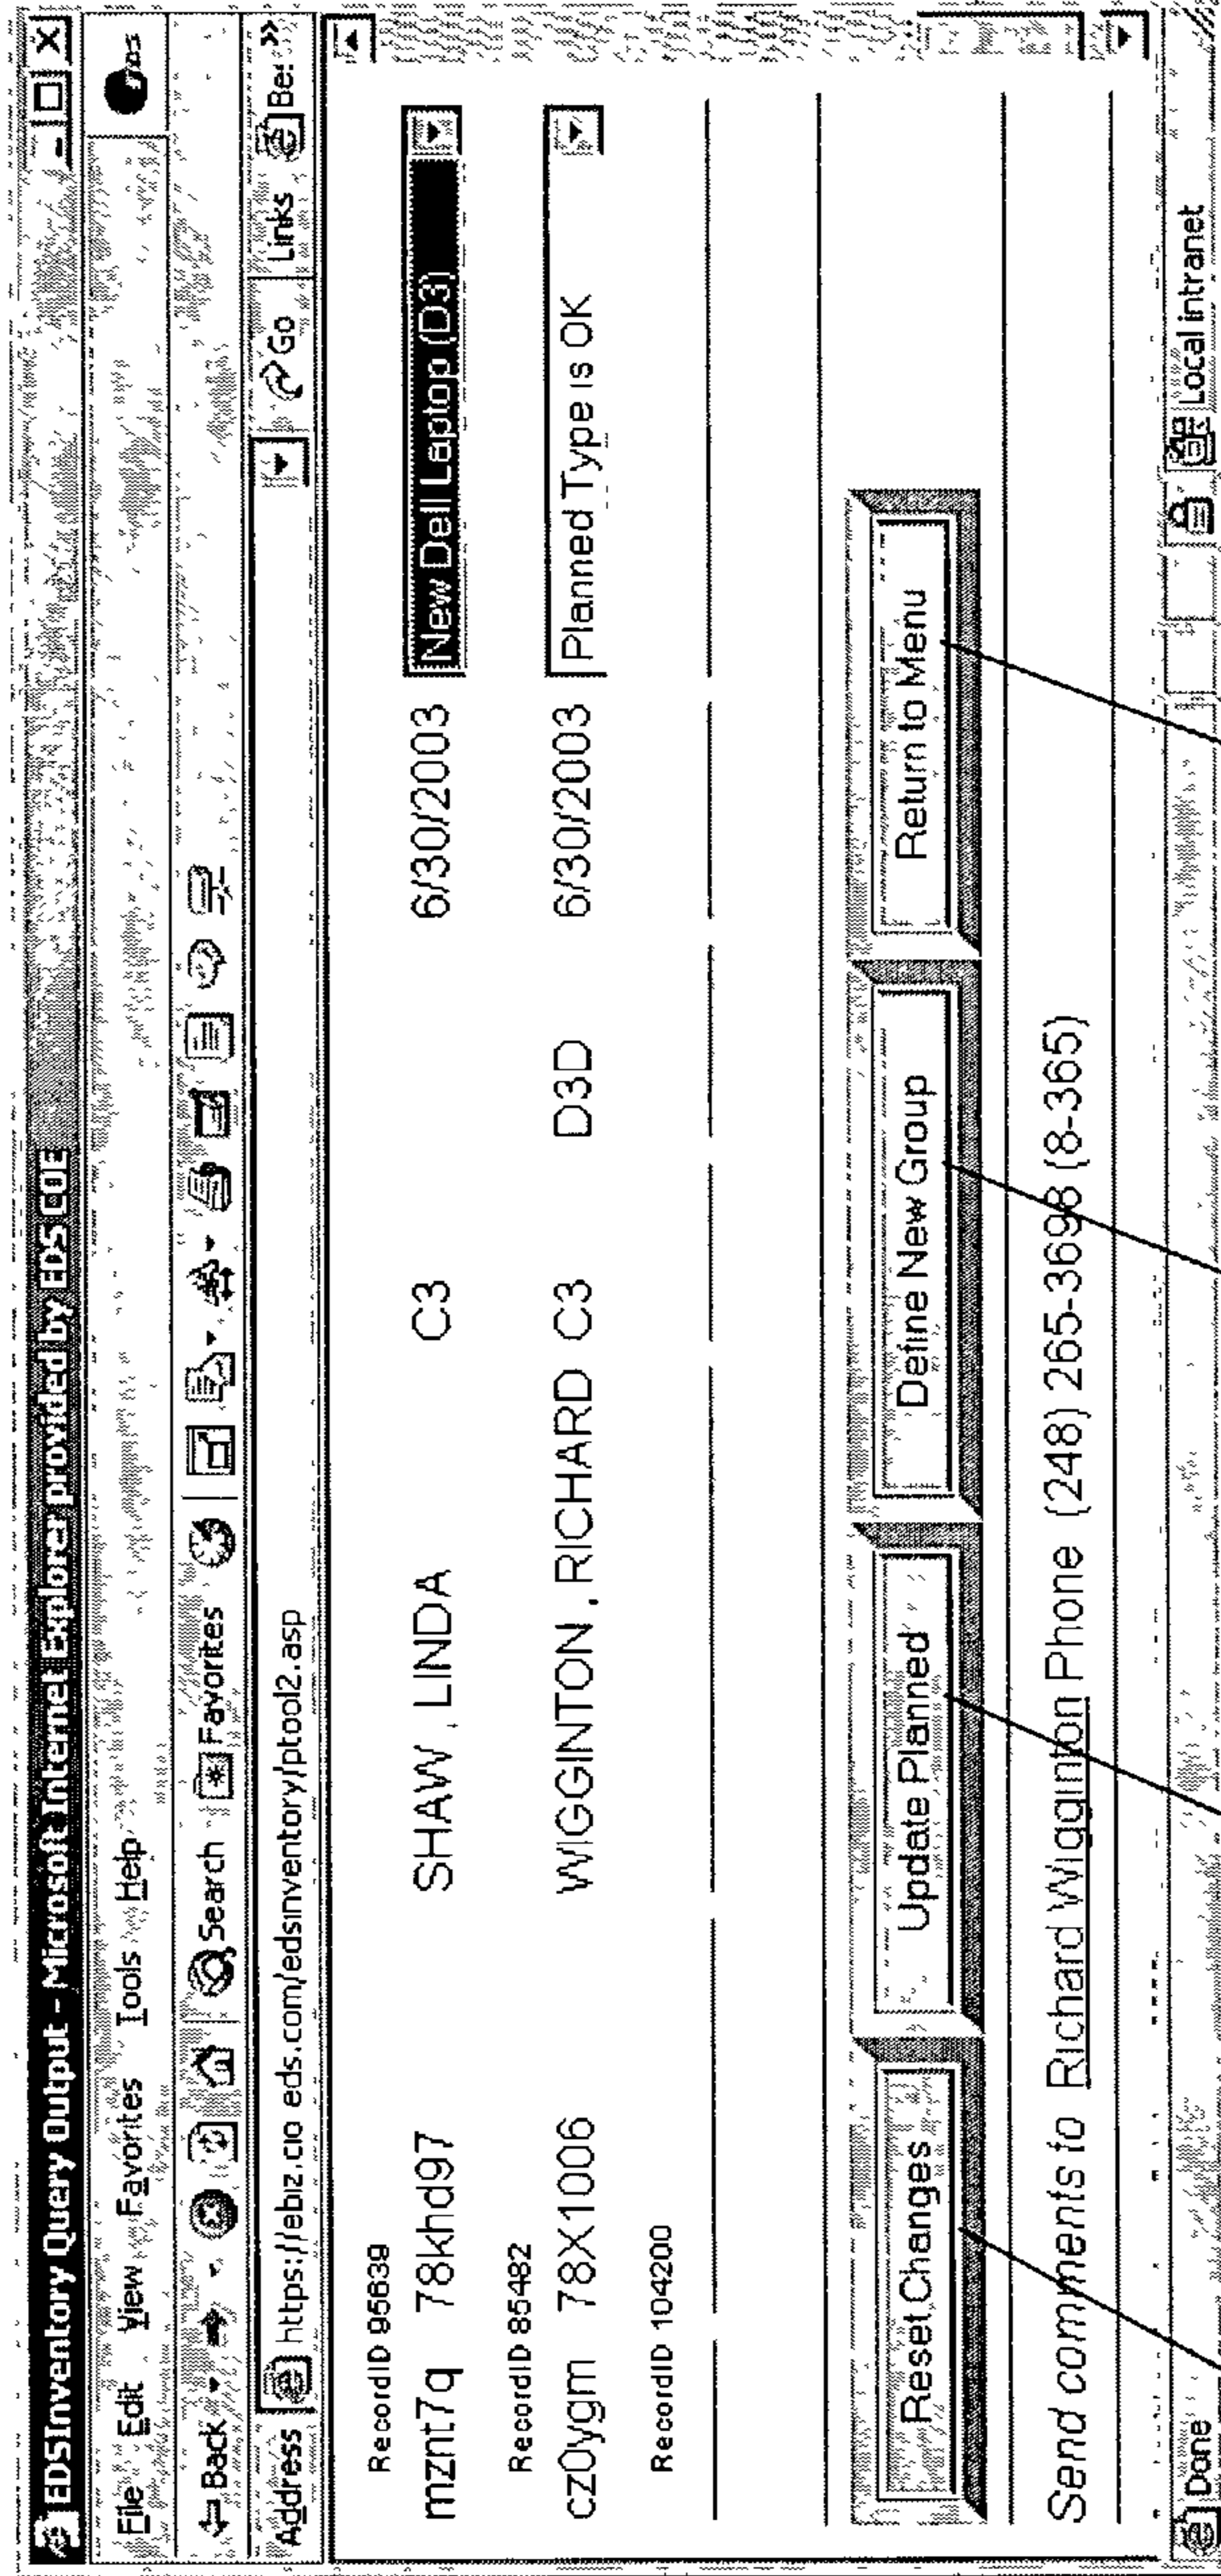 EDSInventory Query Output - Microsoft Internet Explorer provided by EDS COE
File Edit View Favorites Tools Help
Back Search Favorites
Address https://ebiz.cio eds.com/edsinventory/ptool2.asp Go Links Be: »
RecordID 95639
mznt7q 78khd97 SHAW, LINDA C3 6/30/2003 New Dell Laptop (D3)
RecordID 85482
cz0ygm 78X1006 WIGGINTON, RICHARD C3 D3D 6/30/2003 Planned Type is OK
RecordID 104200
Reset Changes Update Planned Define New Group Return to Menu
Send comments to Richard Wigginton Phone (248) 265-3698 (8-365)
Done Local intranet